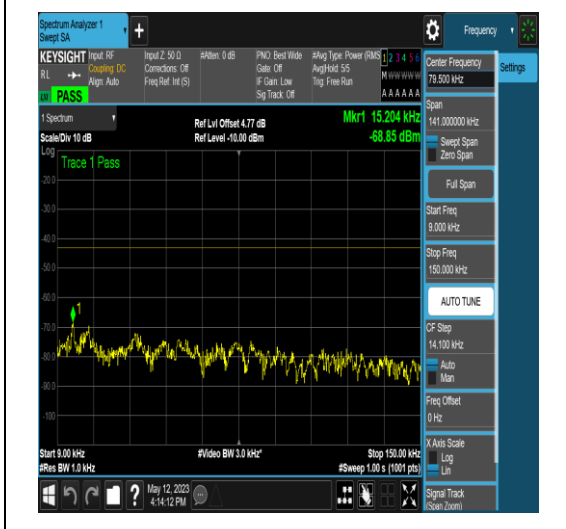 Spectrum Analyzer 1
Swept SA
Frequency
KEYSIGHT
RL
PASS
Input: RF
Coupling: DC
Align: Auto
Input Z: 50 Ω
Corrections: Off
Freq Ref: Int (S)
#Atten: 0 dB
PNO: Best Wide
Gate: Off
IF Gain: Low
Sig Track: Off
#Avg Type: Power (RMS)
Avg|Hold: 5/5
Trig: Free Run
1 2 3 4 5 6
M W W W W W
A A A A A A
Center Frequency
79.500 kHz
Settings
1 Spectrum
Scale/Div 10 dB
Log
Ref Lvl Offset 4.77 dB
Ref Level -10.00 dBm
Mkr1 15.204 kHz
-68.85 dBm
Trace 1 Pass
-20.0
-30.0
-40.0
-50.0
-60.0
-70.0
-80.0
-90.0
-100
1
Start 9.00 kHz
#Res BW 1.0 kHz
#Video BW 3.0 kHz*
Stop 150.00 kHz
#Sweep 1.00 s (1001 pts)
Span
141.000000 kHz
Swept Span
Zero Span
Full Span
Start Freq
9.000 kHz
Stop Freq
150.000 kHz
AUTO TUNE
CF Step
14.100 kHz
Auto
Man
Freq Offset
0 Hz
X Axis Scale
Log
Lin
Signal Track
(Span Zoom)
May 12, 2023
4:14:12 PM